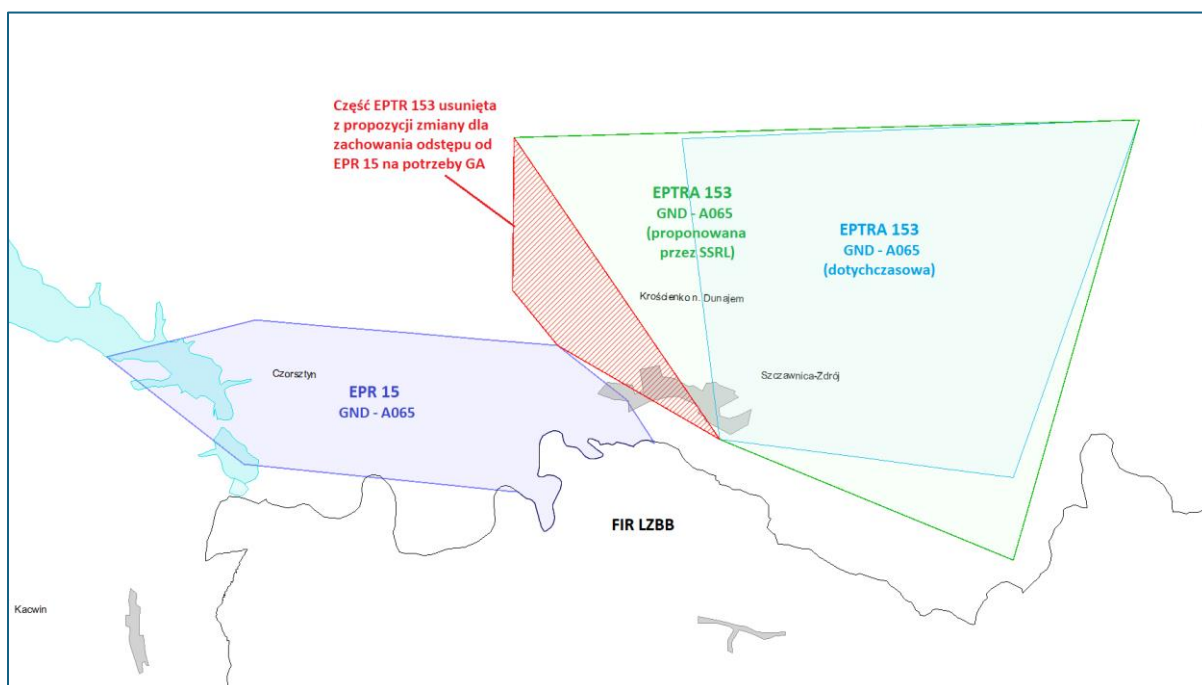 Część EPTR 153 usunięta
z propozycji zmiany dla
zachowania odstępu od
EPR 15 na potrzeby GA
EPTRA 153
GND - A065
(proponowana
przez SSRL)
EPTRA 153
GND - A065
(dotychczasowa)
Krościenko n. Dunajem
Czorsztyn
Szczawnica-Zdrój
EPR 15
GND - A065
FIR LZBB
Kacwin